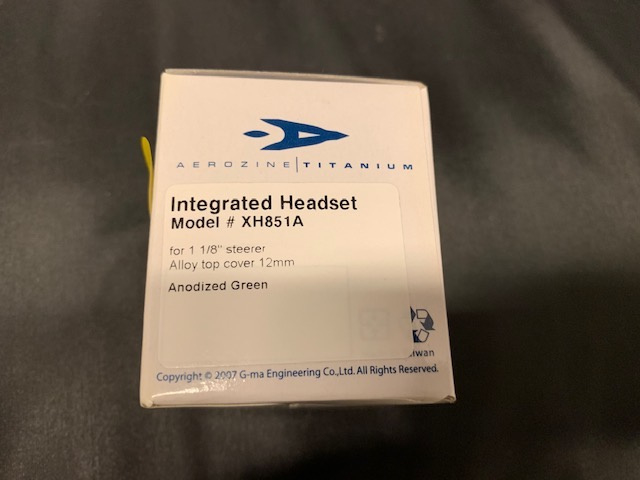 AEROZINE|TITANIUM
Integrated Headset
Model # XH851A
for 1 1/8" steerer
Alloy top cover 12mm
Anodized Green
iwan
Copyright © 2007 G-ma Engineering Co.,Ltd. All Rights Reserved.